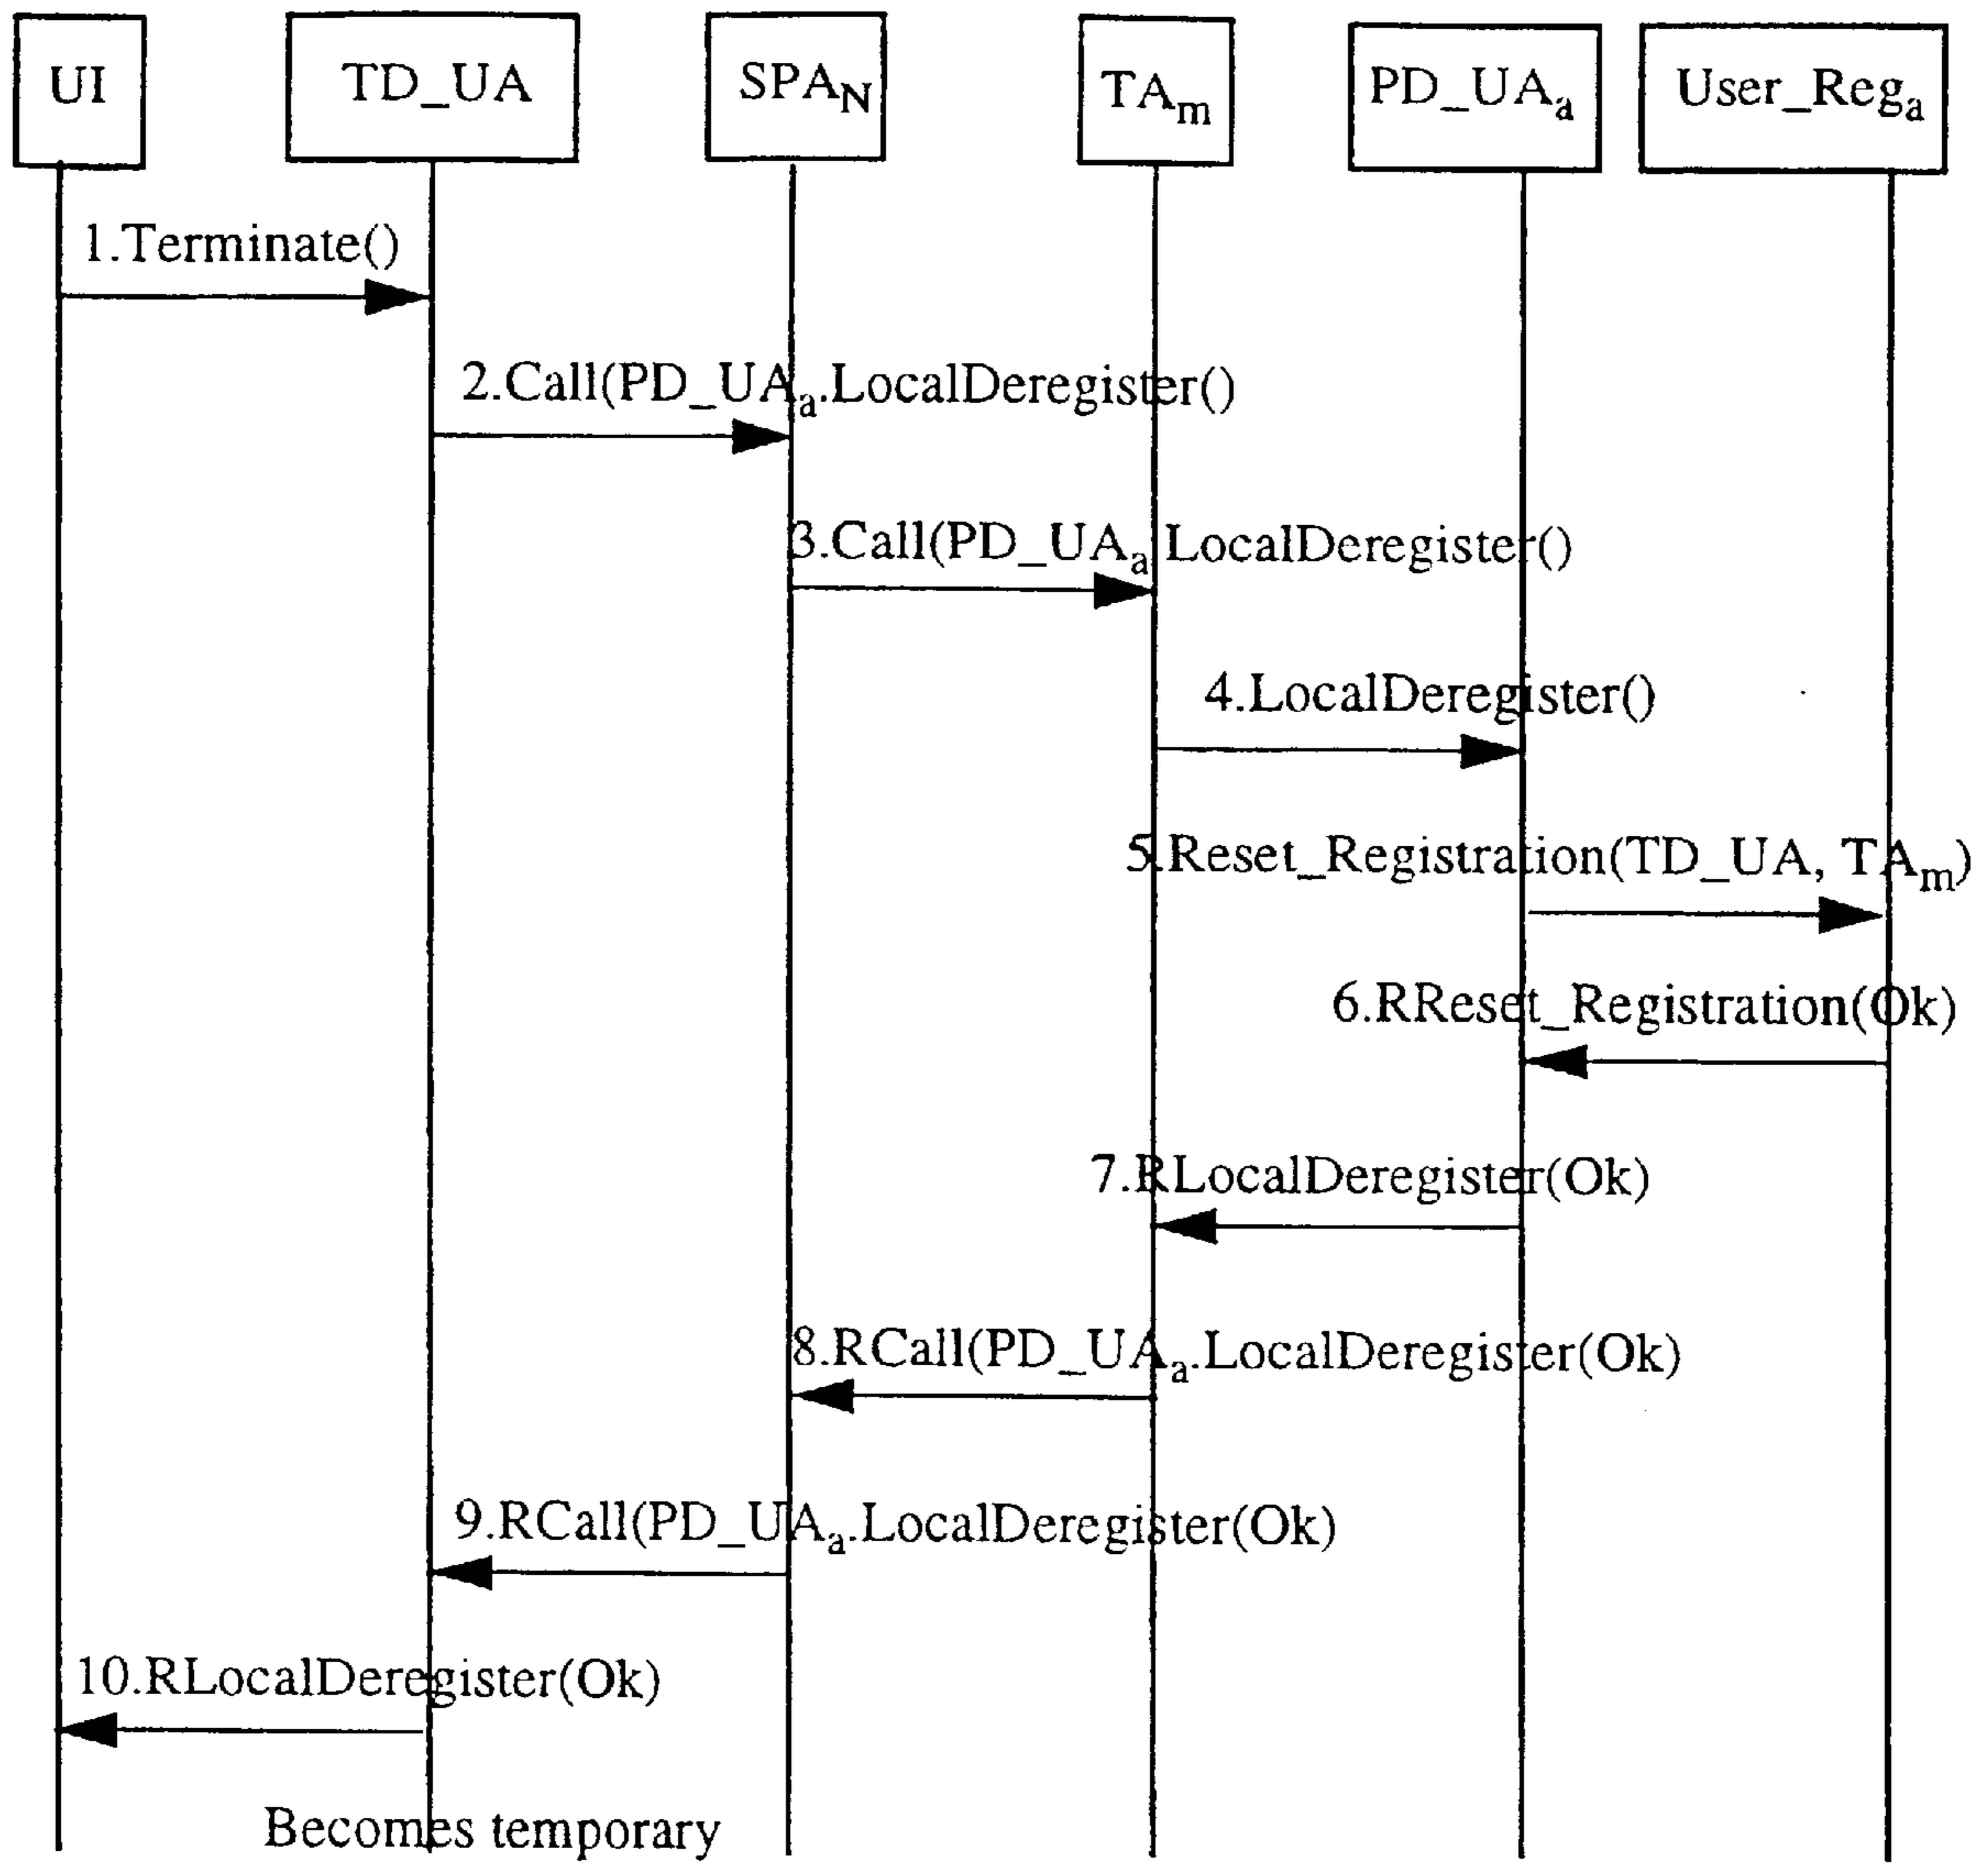 UI
TD_UA
SPA_N
TA_m
PD_UA_a
User_Reg_a
1.Terminate()
2.Call(PD_UA_a.LocalDeregister()
3.Call(PD_UA_a LocalDeregister()
4.LocalDeregister()
5.Reset_Registration(TD_UA, TA_m)
6.RReset_Registration(Ok)
7.RLocalDeregister(Ok)
8.RCall(PD_UA_a.LocalDeregister(Ok)
9.RCall(PD_UA_a.LocalDeregister(Ok)
10.RLocalDeregister(Ok)
Becomes temporary